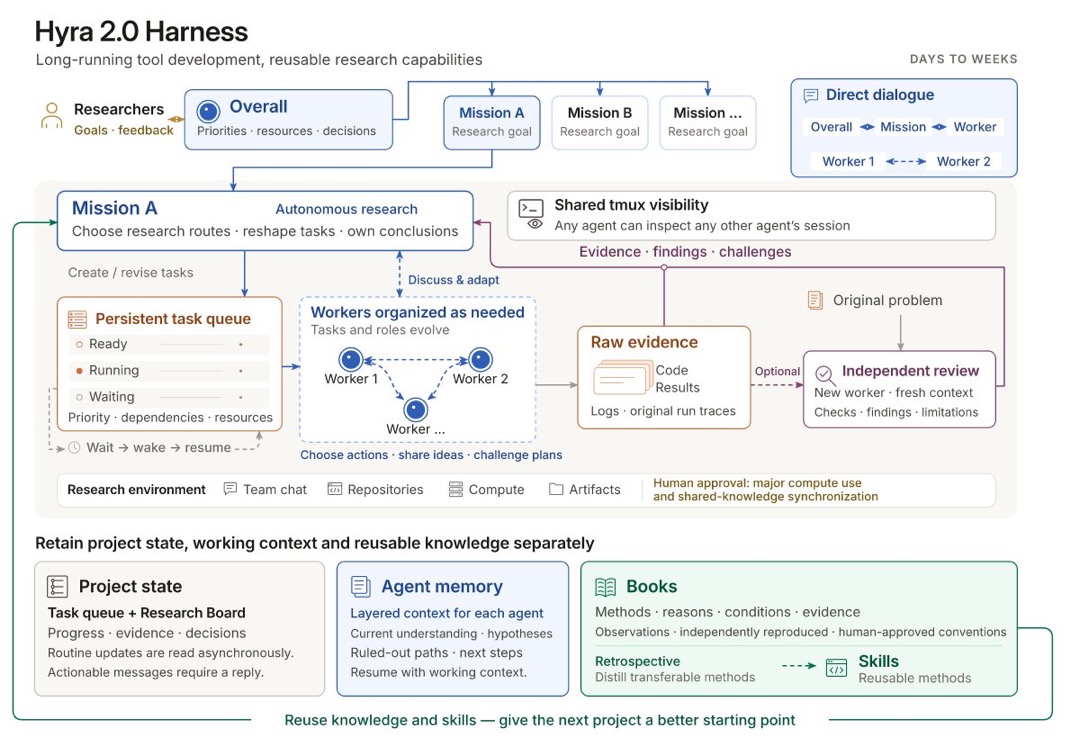 Hyra 2.0 Harness
Long-running tool development, reusable research capabilities
DAYS TO WEEKS
Researchers
Goals · feedback
Overall
Priorities · resources · decisions
Mission A
Research goal
Mission B
Research goal
Mission ...
Research goal
Direct dialogue
Overall
Mission
Worker
Worker 1
Worker 2
Mission A
Autonomous research
Choose research routes · reshape tasks · own conclusions
Shared tmux visibility
Any agent can inspect any other agent's session
Evidence · findings · challenges
Create / revise tasks
Discuss & adapt
Persistent task queue
Ready
Running
Waiting
Priority · dependencies · resources
Wait → wake → resume
Workers organized as needed
Tasks and roles evolve
Worker 1
Worker 2
Worker ...
Choose actions · share ideas · challenge plans
Raw evidence
Code
Results
Logs · original run traces
Optional
Original problem
Independent review
New worker · fresh context
Checks · findings · limitations
Research environment
Team chat
Repositories
Compute
Artifacts
Human approval: major compute use
and shared-knowledge synchronization
Retain project state, working context and reusable knowledge separately
Project state
Task queue + Research Board
Progress · evidence · decisions
Routine updates are read asynchronously.
Actionable messages require a reply.
Agent memory
Layered context for each agent
Current understanding · hypotheses
Ruled-out paths · next steps
Resume with working context.
Books
Methods · reasons · conditions · evidence
Observations · independently reproduced · human-approved conventions
Retrospective
Distill transferable methods
Skills
Reusable methods
Reuse knowledge and skills — give the next project a better starting point